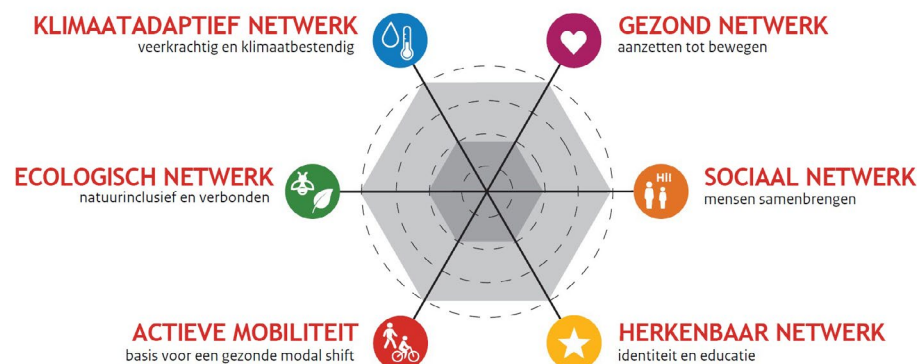 KLIMAATADAPTIEF NETWERK
veerkrachtig en klimaatbestendig
GEZOND NETWERK
aanzetten tot bewegen
ECOLOGISCH NETWERK
natuurinclusief en verbonden
HII
SOCIAAL NETWERK
mensen samenbrengen
ACTIEVE MOBILITEIT
basis voor een gezonde modal shift
HERKENBAAR NETWERK
identiteit en educatie